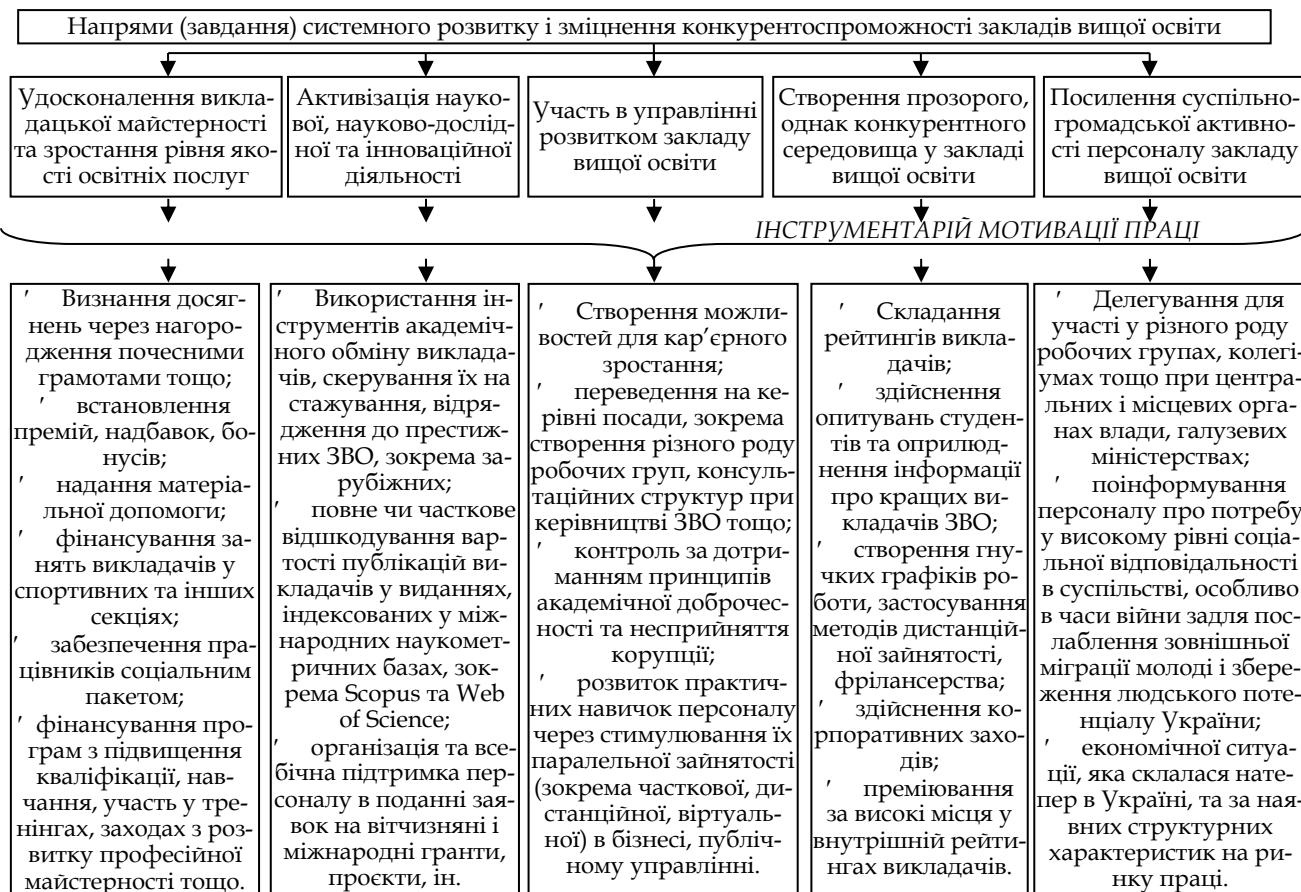 Напрями (завдання) системного розвитку і зміцнення конкурентоспроможності закладів вищої освіти
Удосконалення викла-
дацької майстерності
та зростання рівня яко-
сті освітніх послуг
Активізація науко-
вої, науково-дослід-
ної та інноваційної
діяльності
Участь в управлінні
розвитком закладу
вищої освіти
Створення прозорого,
однак конкурентного
середовища у закладі
вищої освіти
Посилення суспільно-
громадської активно-
сті персоналу закладу
вищої освіти
ІНСТРУМЕНТАРІЙ МОТИВАЦІЇ ПРАЦІ
′ Визнання досяг-
нень через нагоро-
дження почесними
грамотами тощо;
′ встановлення
премій, надбавок, бо-
нусів;
′ надання матеріа-
льної допомоги;
′ фінансування за-
нять викладачів у
спортивних та інших
секціях;
′ забезпечення пра-
цівників соціальним
пакетом;
′ фінансування про-
грам з підвищення
кваліфікації, нав-
чання, участь у тре-
нінгах, заходах з роз-
витку професійної
майстерності тощо.
′ Використання ін-
струментів академіч-
ного обміну виклада-
чів, скерування їх на
стажування, відря-
дження до престиж-
них ЗВО, зокрема за-
рубіжних;
′ повне чи часткове
відшкодування вар-
тості публікацій ви-
кладачів у виданнях,
індексованих у між-
народних наукомет-
ричних базах, зок-
рема Scopus та Web
of Science;
′ організація та все-
бічна підтримка пер-
соналу в поданні зая-
вок на вітчизняні і
міжнародні гранти,
проєкти, ін.
′ Створення можли-
востей для кар’єрного
зростання;
′ переведення на ке-
рівні посади, зокрема
створення різного роду
робочих груп, консуль-
таційних структур при
керівництві ЗВО тощо;
′ контроль за дотри-
манням принципів
академічної доброчес-
ності та несприйняття
корупції;
′ розвиток практич-
них навичок персоналу
через стимулювання їх
паралельної зайнятості
(зокрема часткової, ди-
станційної, віртуаль-
ної) в бізнесі, публіч-
ному управлінні.
′ Складання
рейтингів викла-
дачів;
′ здійснення
опитувань студен-
тів та оприлюд-
нення інформації
про кращих ви-
кладачів ЗВО;
′ створення гну-
чких графіків ро-
боти, застосування
методів дистанцій-
ної зайнятості,
фрілансерства;
′ здійснення ко-
рпоративних захо-
дів;
′ преміювання
за високі місця у
внутрішній рейти-
нгах викладачів.
′ Делегування для
участі у різного роду
робочих групах, колегі-
умах тощо при центра-
льних і місцевих орга-
нах влади, галузевих
міністерствах;
′ поінформування
персоналу про потребу
у високому рівні соціа-
льної відповідальності
в суспільстві, особливо
в часи війни задля пос-
лаблення зовнішньої
міграції молоді і збере-
ження людського поте-
нціалу України;
′ економічної ситуа-
ції, яка склалася нате-
пер в Україні, та за ная-
вних структурних
характеристик на ри-
нку праці.